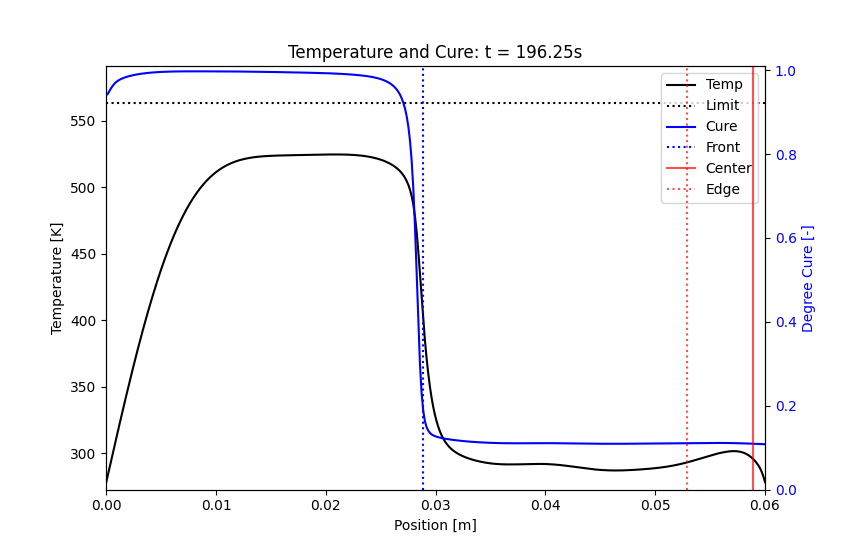 Temperature and Cure: t = 196.25s
Temp
Limit
Cure
Front
Center
Edge
Temperature [K]
550
500
450
400
350
300
1.0
0.8
0.6
0.4
0.2
0.0
Degree Cure [-]
0.00 0.01 0.02 0.03 0.04 0.05 0.06
Position [m]